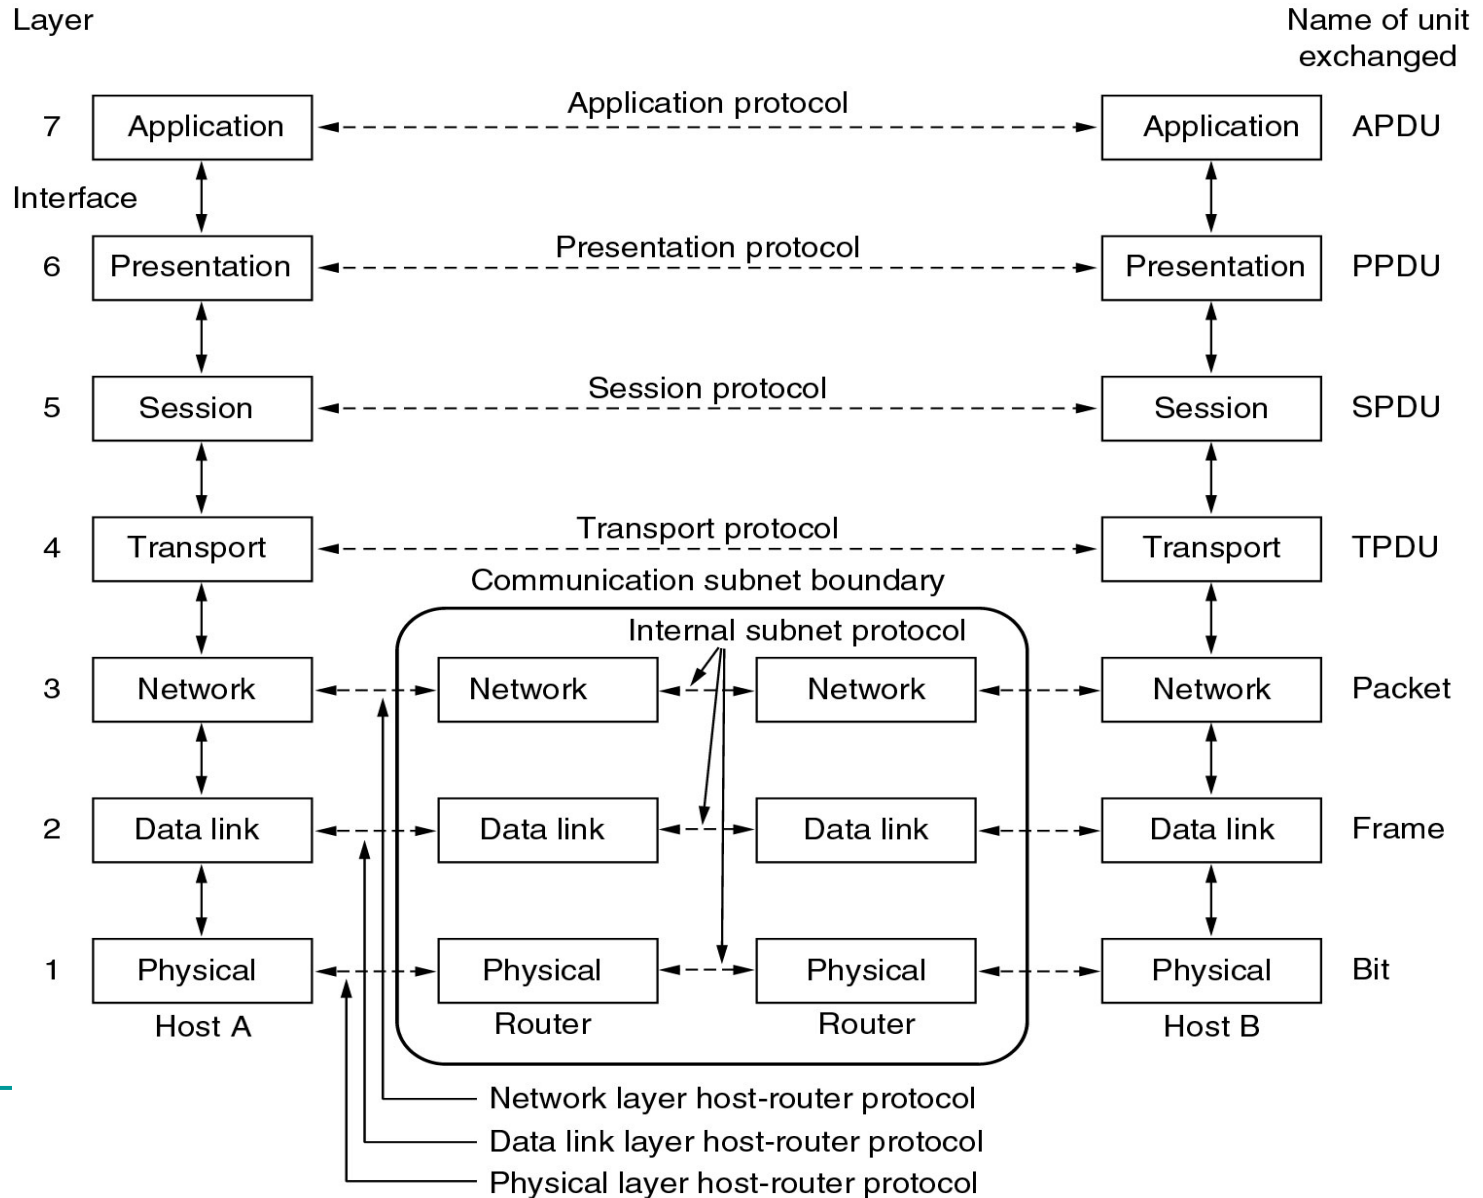 Layer
Name of unit
exchanged
7
Application
Application protocol
Application
APDU
Interface
6
Presentation
Presentation protocol
Presentation
PPDU
5
Session
Session protocol
Session
SPDU
4
Transport
Transport protocol
Transport
TPDU
Communication subnet boundary
Internal subnet protocol
3
Network
Network
Network
Network
Packet
2
Data link
Data link
Data link
Data link
Frame
1
Physical
Physical
Physical
Physical
Bit
Host A
Router
Router
Host B
Network layer host-router protocol
Data link layer host-router protocol
Physical layer host-router protocol